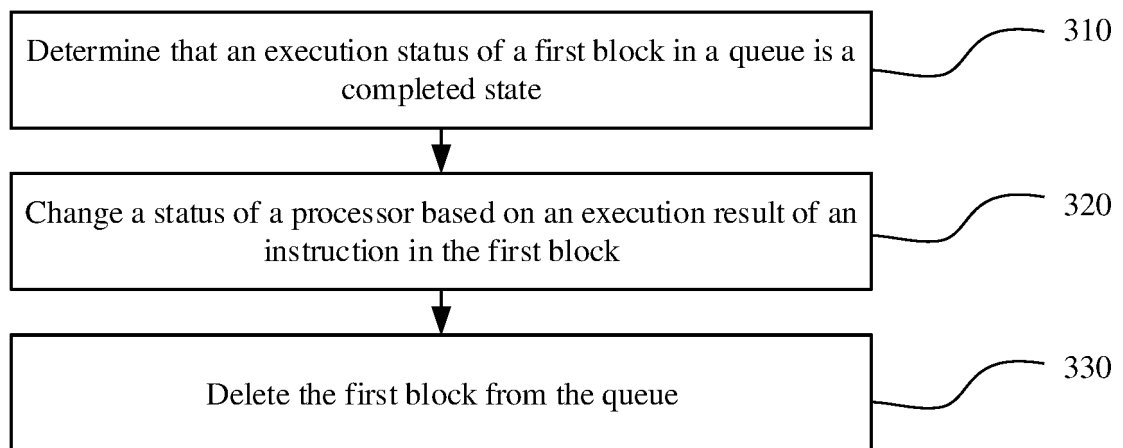 Determine that an execution status of a first block in a queue is a
completed state
310
Change a status of a processor based on an execution result of an
instruction in the first block
320
Delete the first block from the queue
330